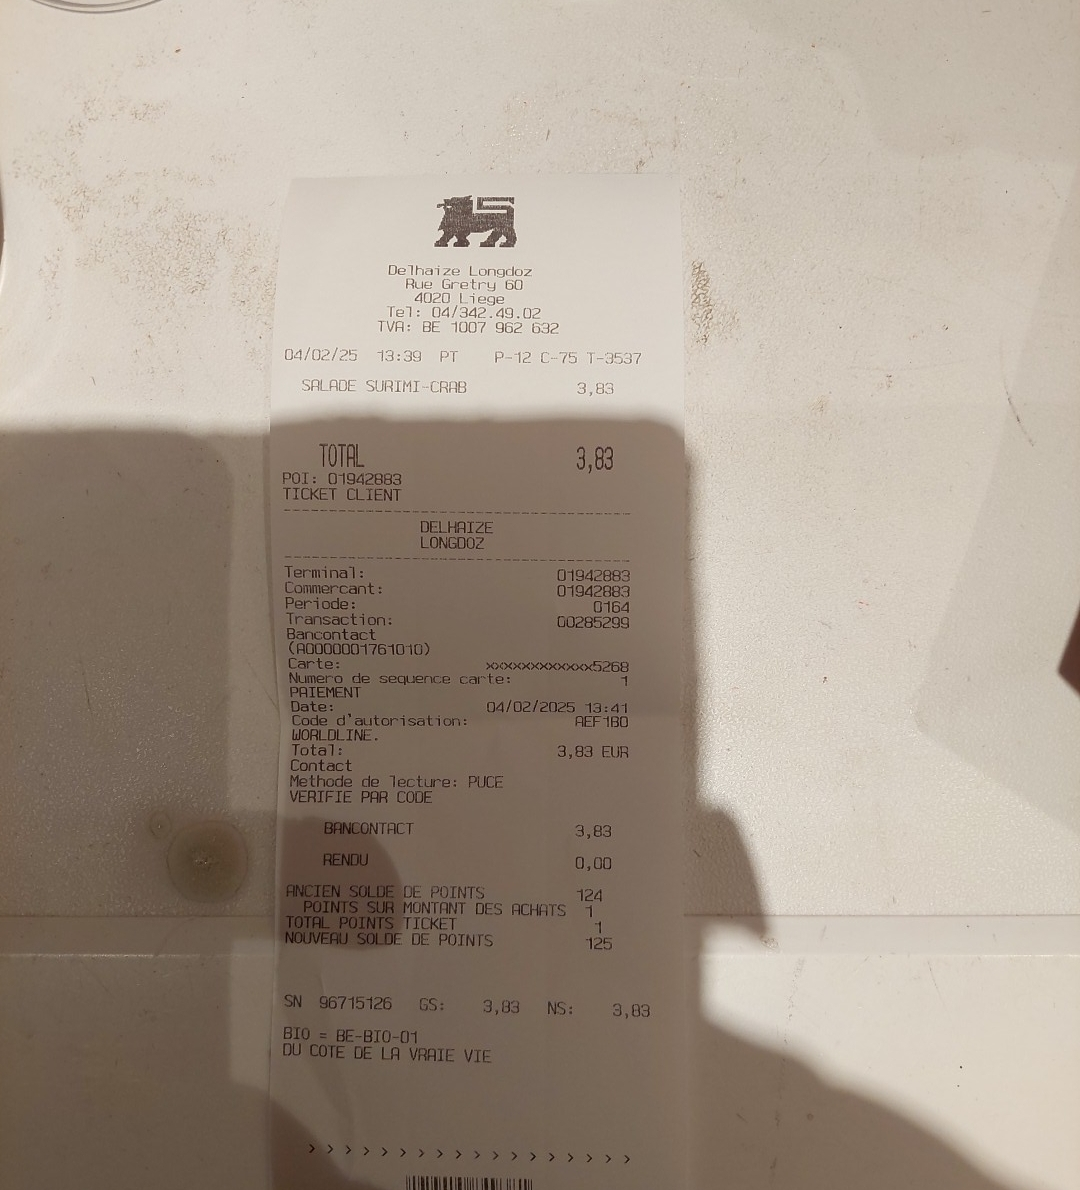 Delhaize Longdoz
Rue Gretry 60
4020 Liege
Tel: 04/342.49.02
TVA: BE 1007 962 632
04/02/25 13:39 PT P-12 C-75 T-3537
SALADE SURIMI-CRAB 3,83
TOTAL 3,83
POI: 01942883
TICKET CLIENT
DELHAIZE
LONGDOZ
Terminal: 01942883
Commercant: 01942883
Periode: 0164
Transaction: 00285299
Bancontact
(A0000001761010)
Carte: xxxxxxxxxxxxx5268
Numero de sequence carte: 1
PAIEMENT
Date: 04/02/2025 13:41
Code d'autorisation: AEF1B0
WORLDLINE.
Total: 3,83 EUR
Contact
Methode de lecture: PUCE
VERIFIE PAR CODE
BANCONTACT 3,83
RENDU 0,00
ANCIEN SOLDE DE POINTS 124
POINTS SUR MONTANT DES ACHATS 1
TOTAL POINTS TICKET 1
NOUVEAU SOLDE DE POINTS 125
SN 96715126 GS: 3,83 NS: 3,83
BIO = BE-BIO-01
DU COTE DE LA VRAIE VIE
> > > > > > > > > > > > > > > > > >